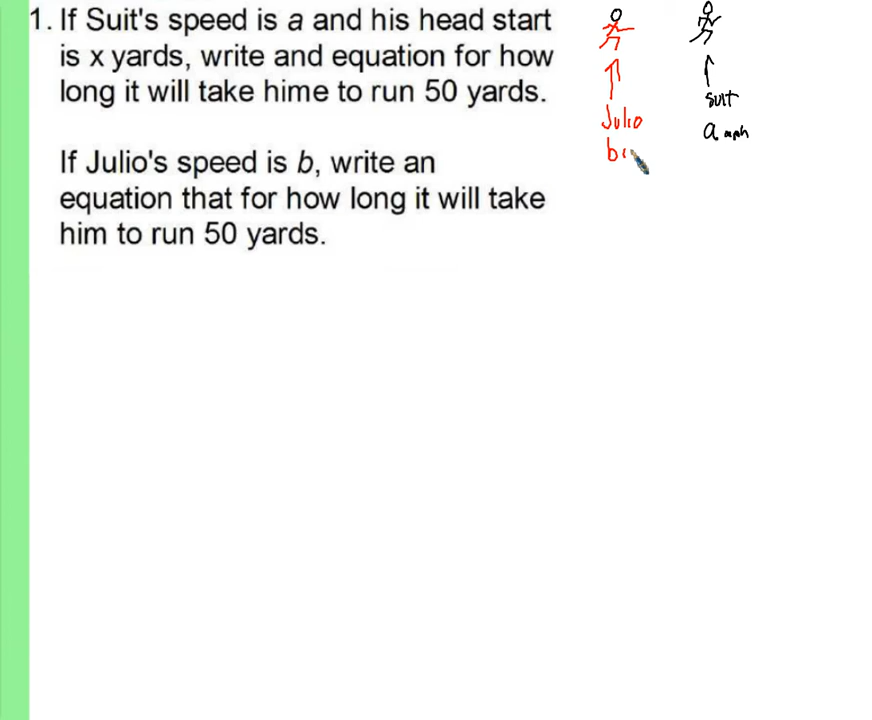 1. If Suit's speed is a and his head start
is x yards, write and equation for how
long it will take hime to run 50 yards.
If Julio's speed is b, write an
equation that for how long it will take
him to run 50 yards.
Julio
b
suit
a mph